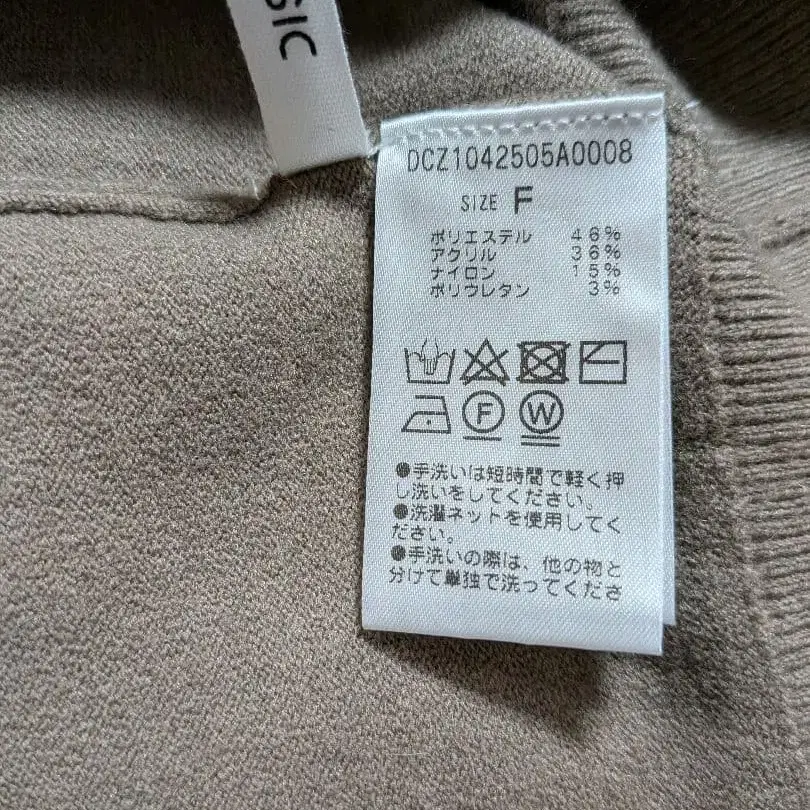 SIC
DCZ1042505A0008
SIZE F
ポリエステル 46%
アクリル 36%
ナイロン 15%
ポリウレタン 3%
F
W
●手洗いは短時間で軽く押
し洗いをしてください。
●洗濯ネットを使用してく
ださい。
●手洗いの際は、他の物と
分けて単独で洗ってくださ